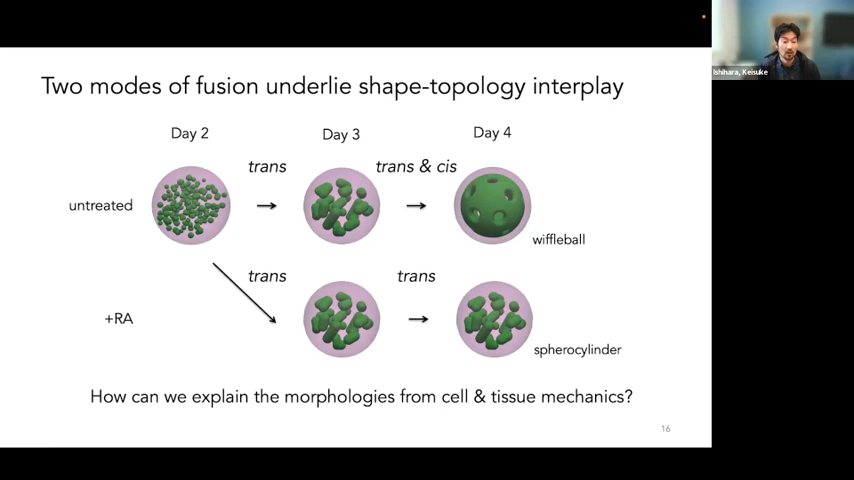 Ishihara, Keisuke
Two modes of fusion underlie shape-topology interplay
Day 2
Day 3
Day 4
trans
trans & cis
untreated
wiffleball
trans
trans
+RA
spherocylinder
How can we explain the morphologies from cell & tissue mechanics?
16